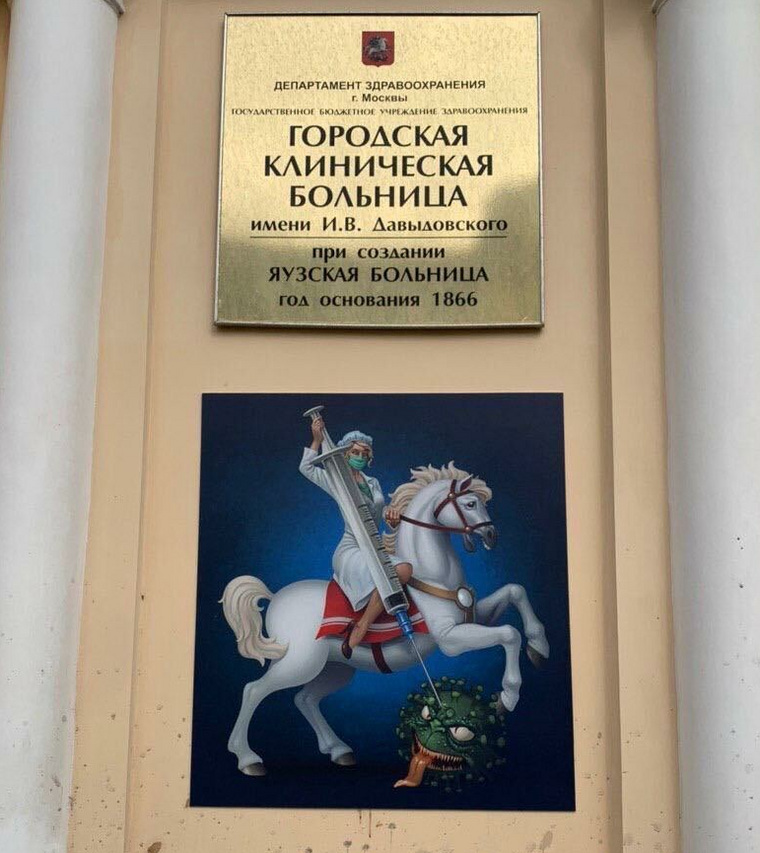 ДЕПАРТАМЕНТ ЗДРАВООХРАНЕНИЯ
г. Москвы
ГОСУДАРСТВЕННОЕ БЮДЖЕТНОЕ УЧРЕЖДЕНИЕ ЗДРАВООХРАНЕНИЯ
ГОРОДСКАЯ
КЛИНИЧЕСКАЯ
БОЛЬНИЦА
имени И.В. Давыдовского
при создании
ЯУЗСКАЯ БОЛЬНИЦА
год основания 1866